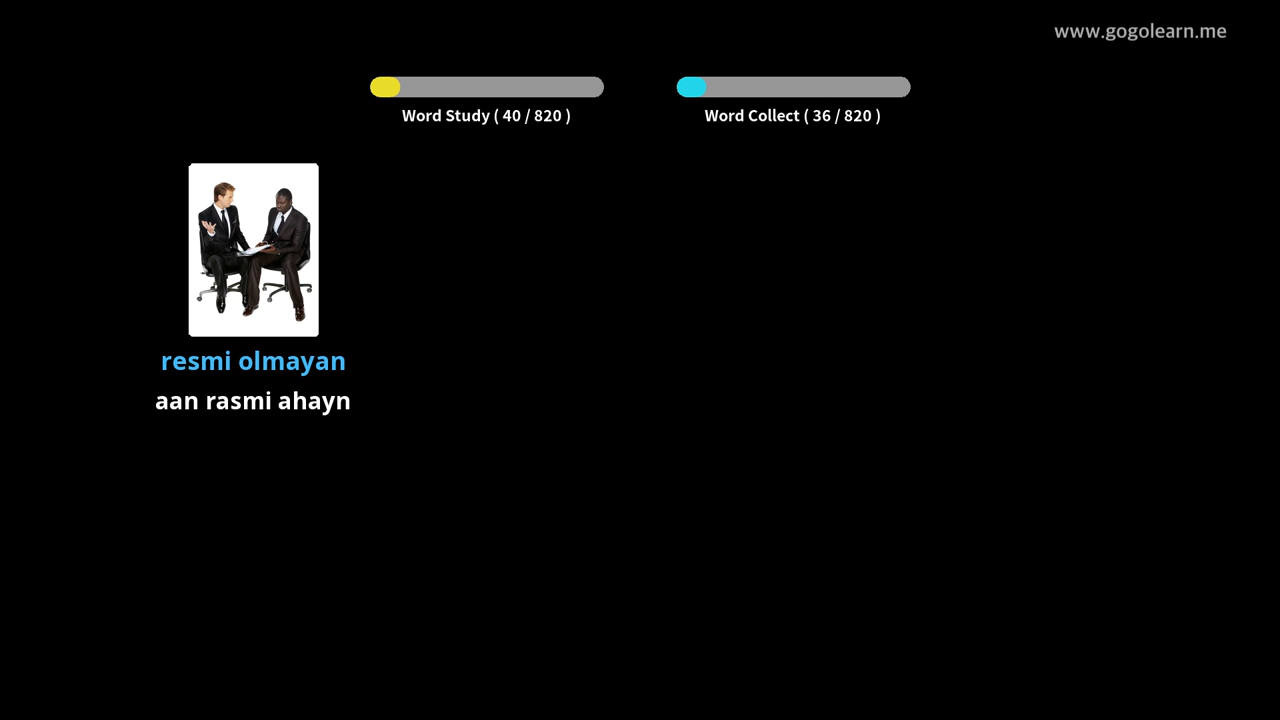 www.gogolearn.me
Word Study ( 40 / 820 )
Word Collect ( 36 / 820 )
resmi olmayan
aan rasmi ahayn